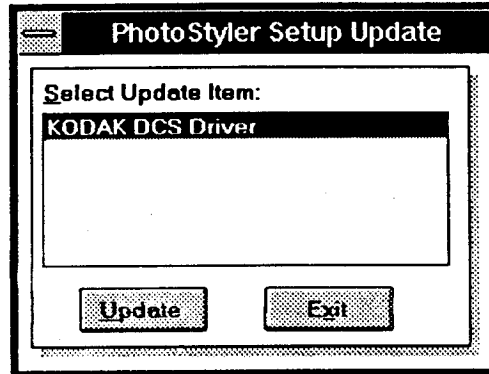 PhotoStyler Setup Update
Select Update Item:
KODAK DCS Driver
Update Exit